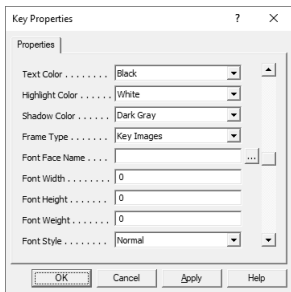 Key Properties ? ×
Properties
Text Color . . . . . . . . Black
Highlight Color . . . . . . White
Shadow Color . . . . . . . Dark Gray
Frame Type . . . . . . . . Key Images
Font Face Name . . . . ...
Font Width . . . . . . . . 0
Font Height . . . . . . . 0
Font Weight . . . . . . . 0
Font Style . . . . . . . . Normal
OK Cancel Apply Help